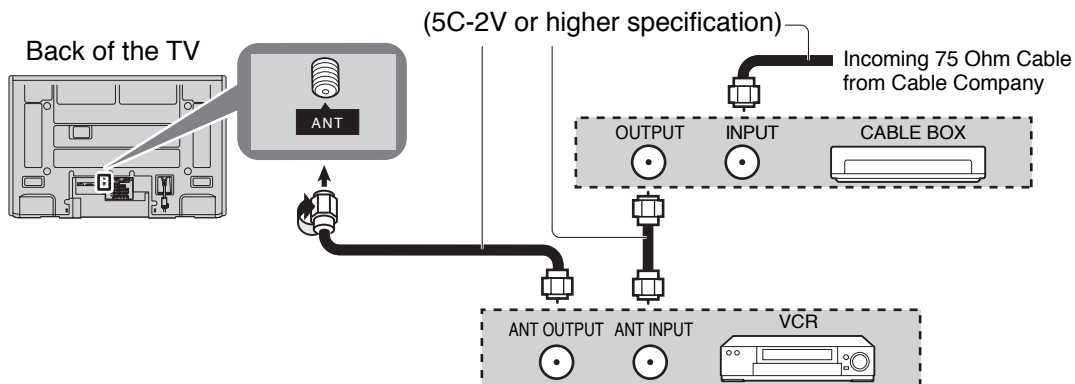 (5C-2V or higher specification)
Back of the TV
Incoming 75 Ohm Cable
from Cable Company
ANT
OUTPUT INPUT CABLE BOX
ANT OUTPUT ANT INPUT VCR